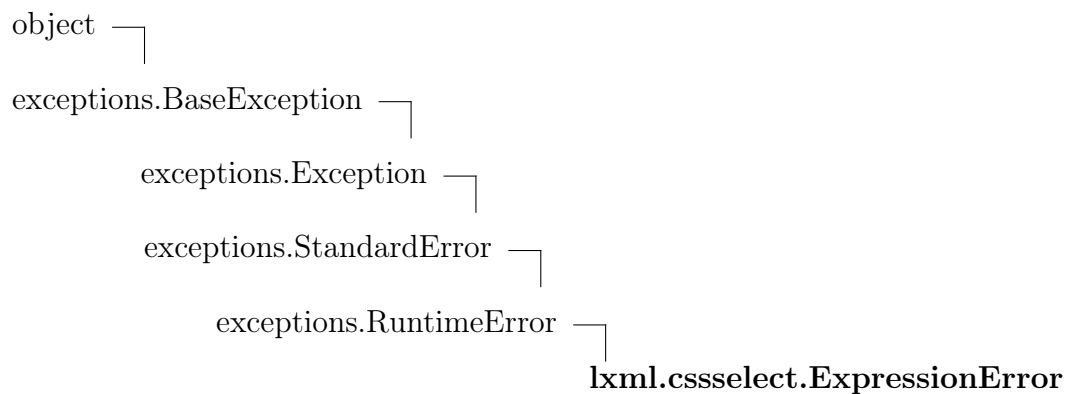 object
exceptions.BaseException
exceptions.Exception
exceptions.StandardError
exceptions.RuntimeError
lxml.cssselect.ExpressionError